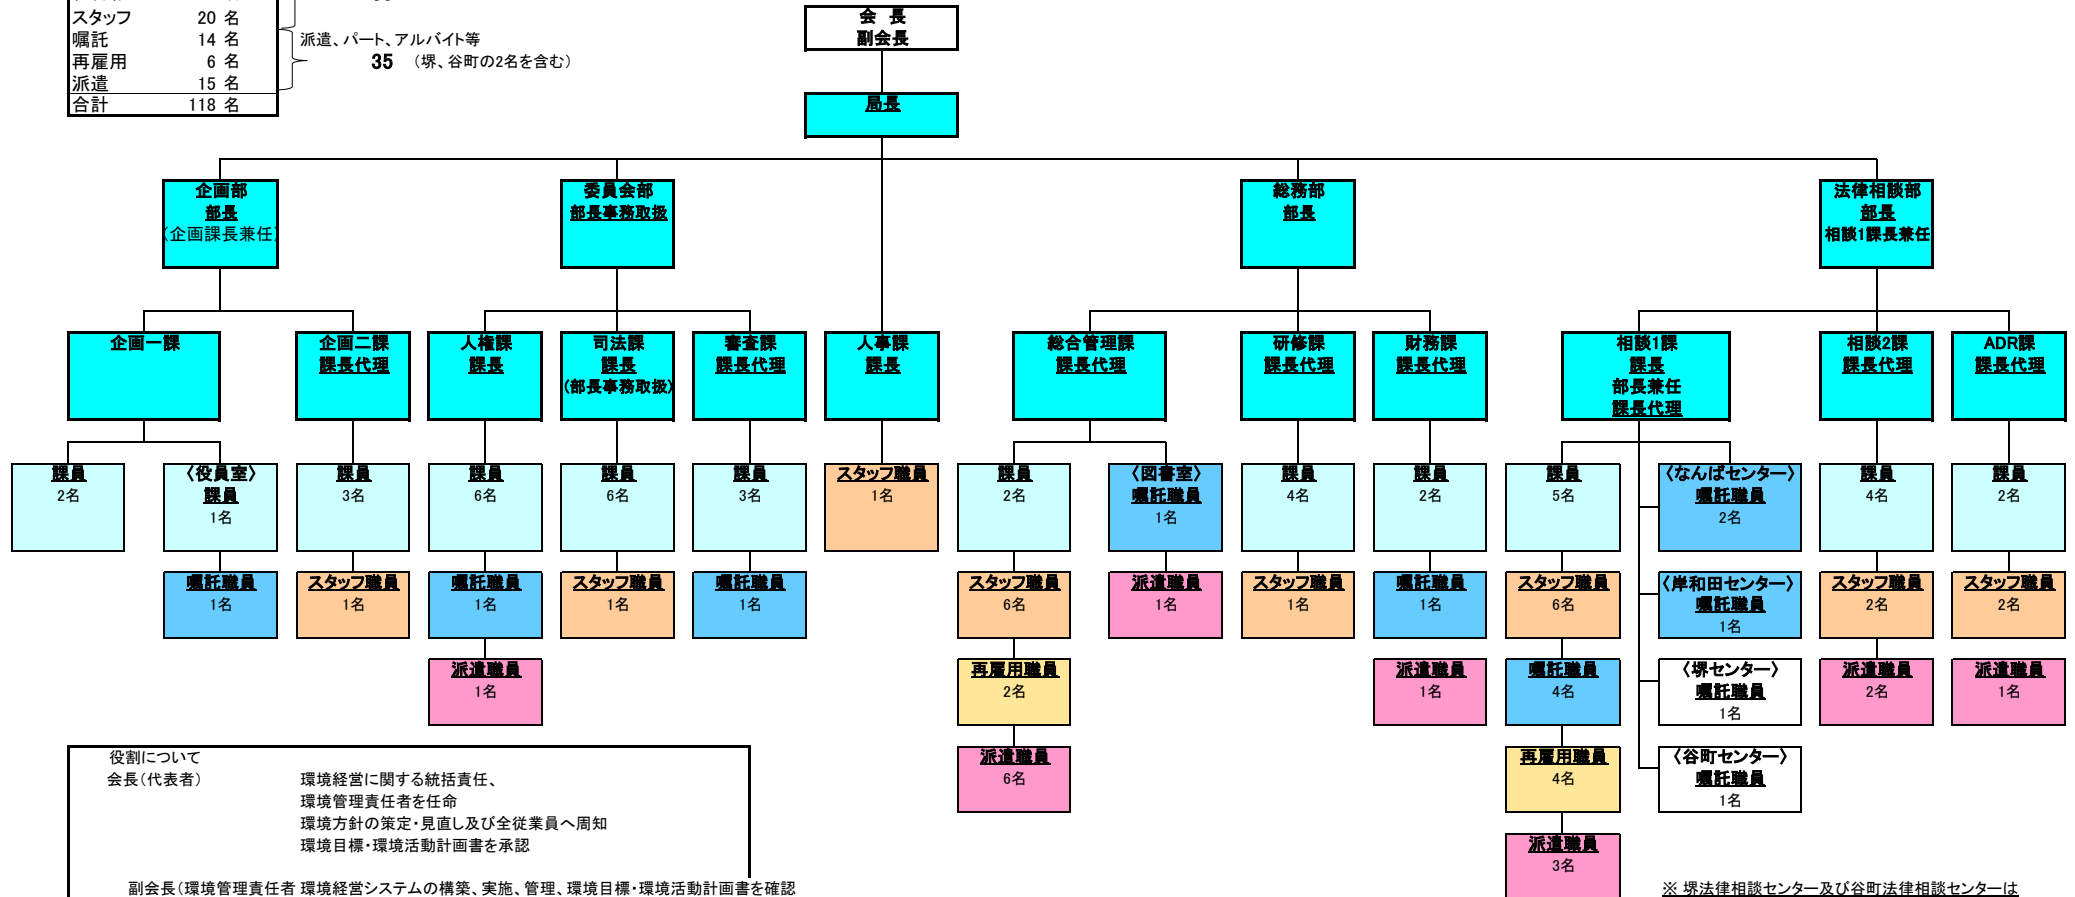 スタッフ 20 名
嘱託 14 名
再雇用 6 名
派遣 15 名
合計 118 名
派遣、パート、アルバイト等
35 (堺、谷町の2名を含む)
会 長
副会長
局長
企画部
部長
(企画課長兼任)
委員会部
部長事務取扱
総務部
部長
法律相談部
部長
相談1課長兼任
企画一課
企画二課
課長代理
人権課
課長
司法課
課長
(部長事務取扱)
審査課
課長代理
人事課
課長
総合管理課
課長代理
研修課
課長代理
財務課
課長代理
相談1課
課長
部長兼任
課長代理
相談2課
課長代理
ADR課
課長代理
課員
2名
〈役員室〉
課員
1名
課員
3名
課員
6名
課員
6名
課員
3名
スタッフ職員
1名
課員
2名
〈図書室〉
嘱託職員
1名
課員
4名
課員
2名
課員
5名
〈なんばセンター〉
嘱託職員
2名
課員
4名
課員
2名
嘱託職員
1名
スタッフ職員
1名
嘱託職員
1名
スタッフ職員
1名
嘱託職員
1名
スタッフ職員
6名
派遣職員
1名
スタッフ職員
1名
嘱託職員
1名
スタッフ職員
6名
〈岸和田センター〉
嘱託職員
1名
スタッフ職員
2名
スタッフ職員
2名
派遣職員
1名
再雇用職員
2名
派遣職員
1名
嘱託職員
4名
〈堺センター〉
嘱託職員
1名
派遣職員
2名
派遣職員
1名
派遣職員
6名
再雇用職員
4名
〈谷町センター〉
嘱託職員
1名
派遣職員
3名
役割について
会長(代表者) 環境経営に関する統括責任、
環境管理責任者を任命
環境方針の策定・見直し及び全従業員へ周知
環境目標・環境活動計画書を承認
副会長(環境管理責任者 環境経営システムの構築、実施、管理、環境目標・環境活動計画書を確認
※ 堺法律相談センター及び谷町法律相談センターは